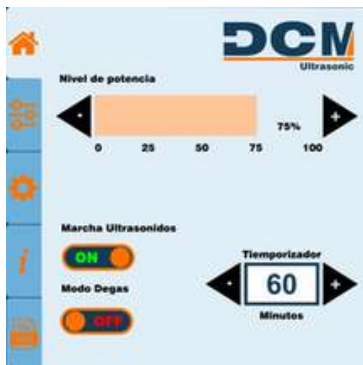 DCM
Ultrasonic
Nivel de potencia
75%
0 25 50 75 100
Marcha Ultrasonidos
ON
Modo Degas
OFF
Tiemporizador
60
Minutos
i